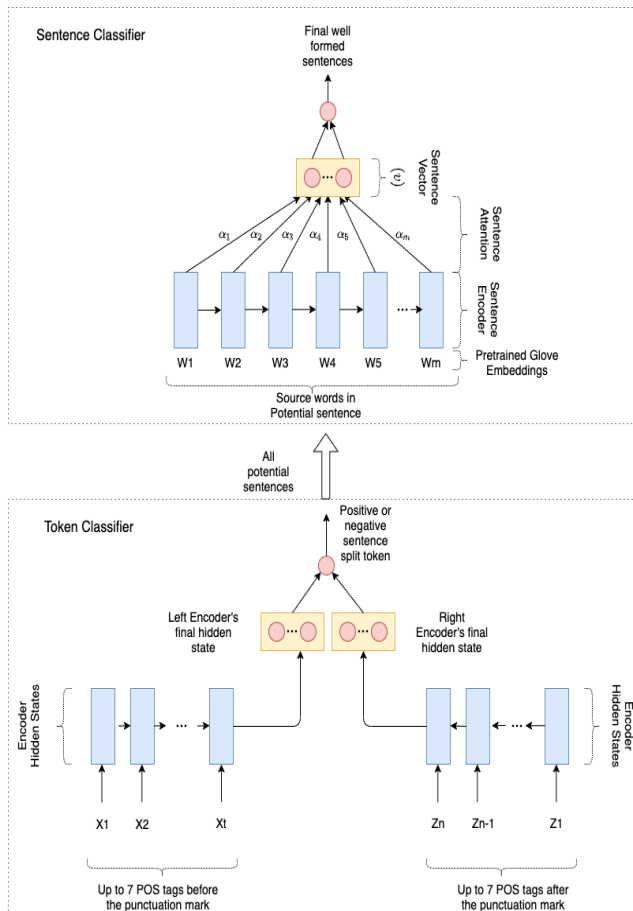 Sentence Classifier
Final well
formed
sentences
...
Sentence
Vector
(v)
α1
α2
α3
α4
α5
αm
Sentence
Attention
...
Sentence
Encoder
W1
W2
W3
W4
W5
Wm
Pretrained Glove
Embeddings
Source words in
Potential sentence
All
potential
sentences
Token Classifier
Positive or
negative
sentence
split token
Left Encoder's
final hidden
state
...
...
Right
Encoder's final
hidden state
Encoder
Hidden States
...
...
Encoder
Hidden States
X1
X2
Xt
Zn
Zn-1
Z1
Up to 7 POS tags before
the punctuation mark
Up to 7 POS tags after
the punctuation mark